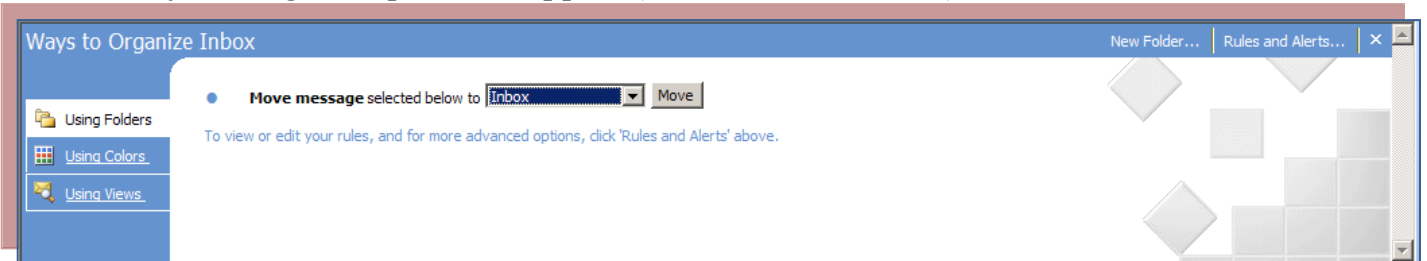 Ways to Organize Inbox
New Folder... Rules and Alerts...
Using Folders
Using Colors
Using Views
Move message selected below to Inbox Move
To view or edit your rules, and for more advanced options, click 'Rules and Alerts' above.